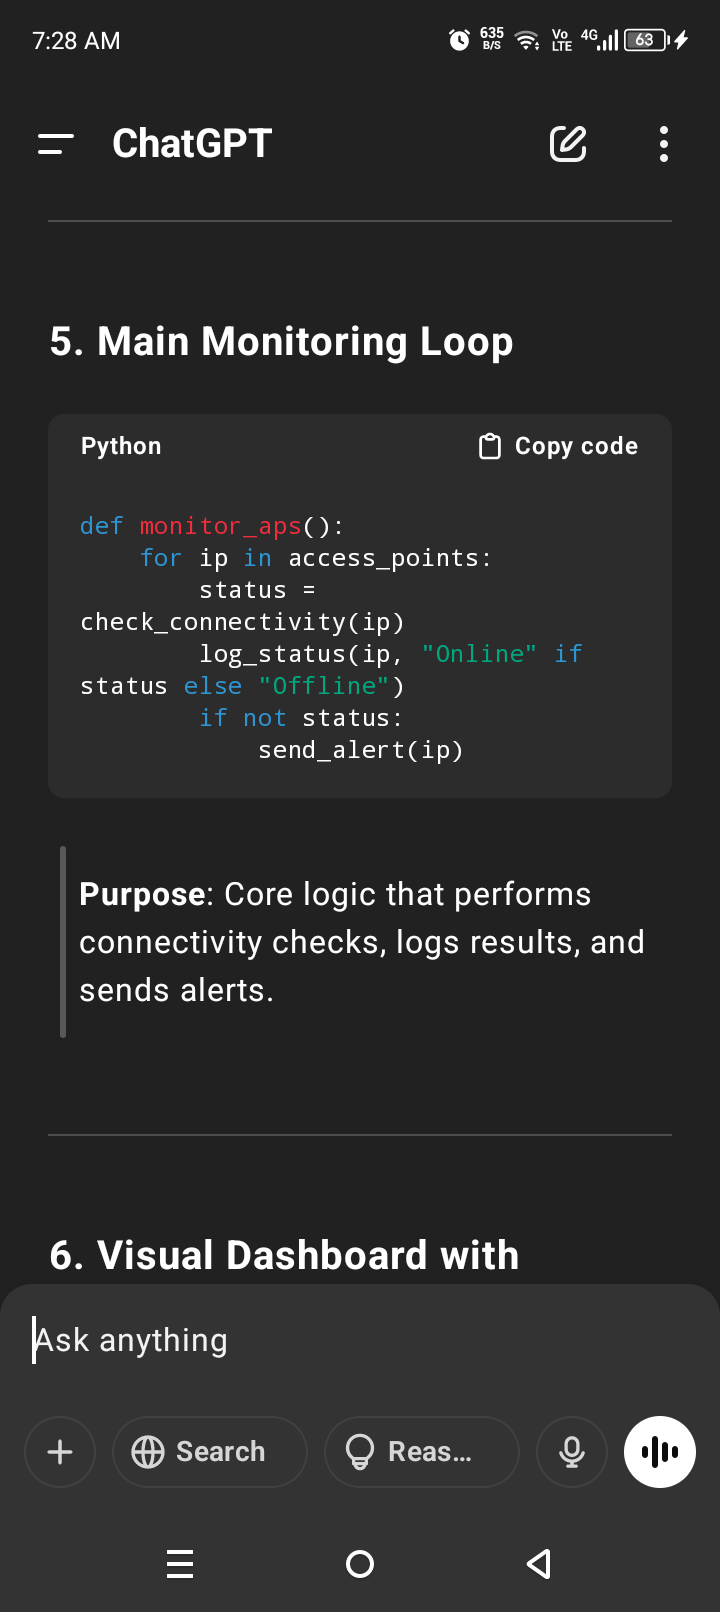 7:28 AM
635
B/S
Vo
LTE
4G
63
ChatGPT
5. Main Monitoring Loop
Python
Copy code
def monitor_aps():
    for ip in access_points:
        status =
check_connectivity(ip)
        log_status(ip, "Online" if
status else "Offline")
        if not status:
            send_alert(ip)
Purpose: Core logic that performs
connectivity checks, logs results, and
sends alerts.
6. Visual Dashboard with
Ask anything
Search
Reas...